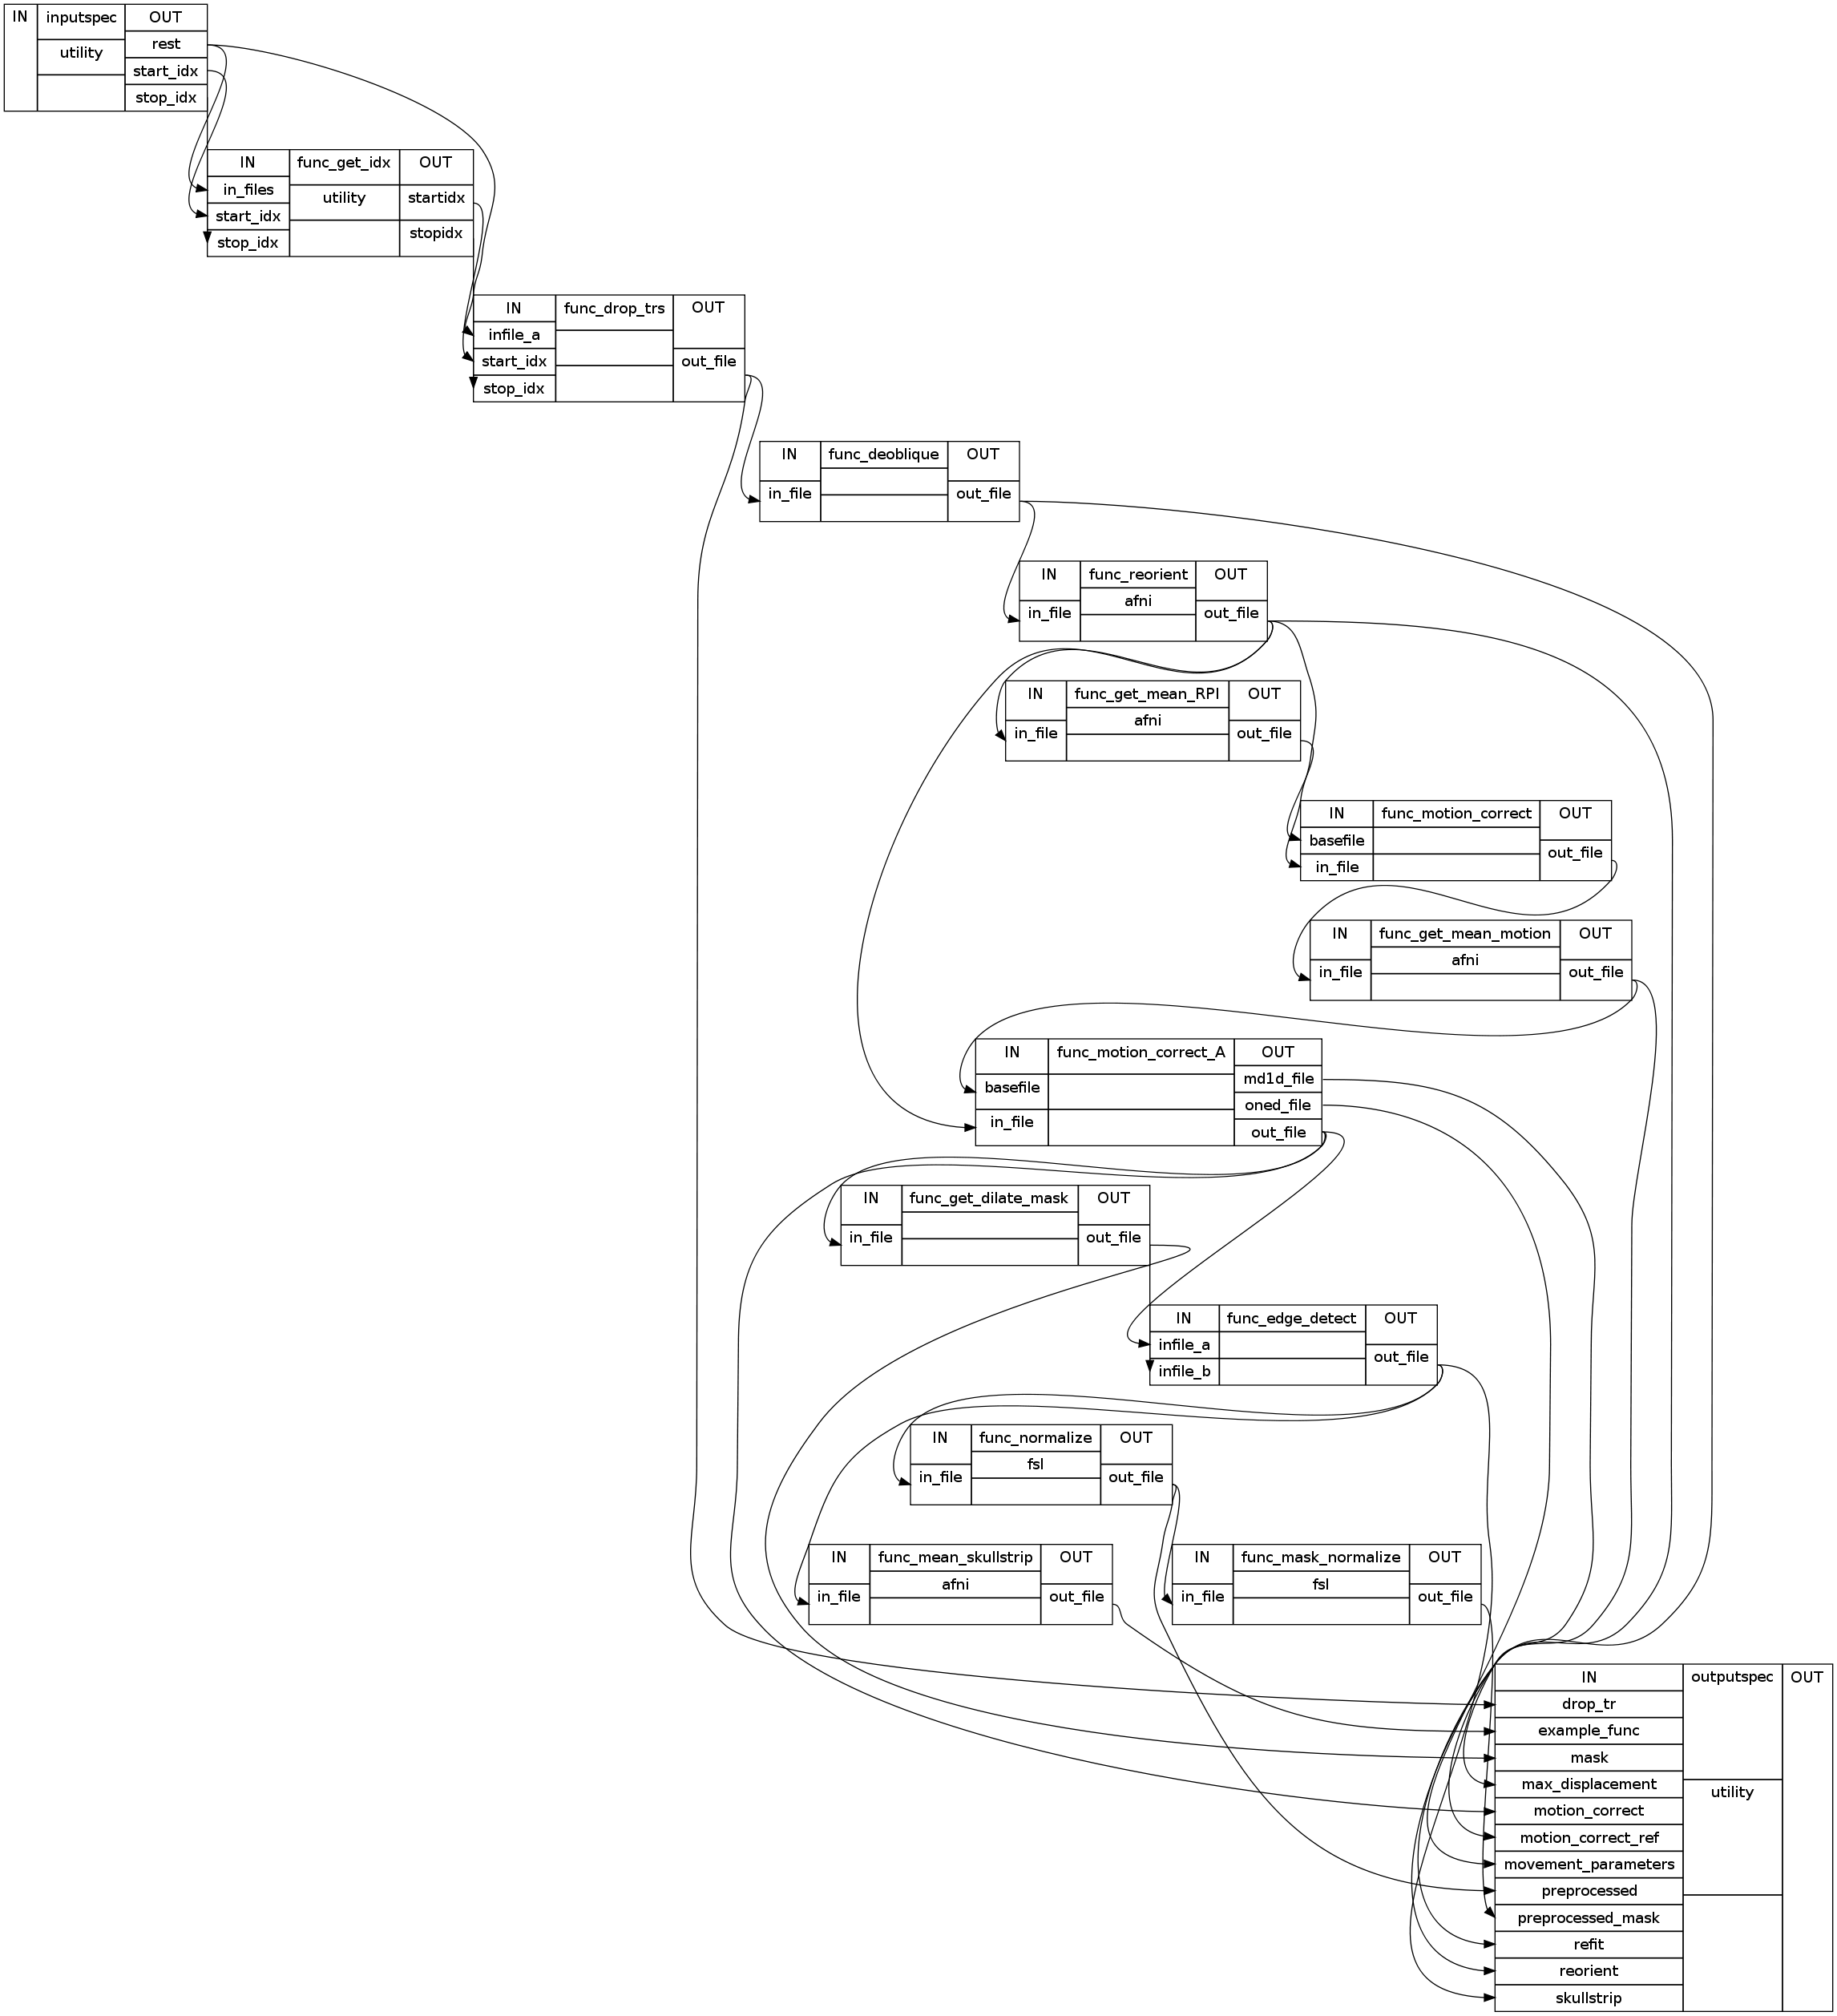 IN inputspec OUT
rest
utility
start_idx
stop_idx
IN func_get_idx OUT
in_files
utility startidx
start_idx
stopidx
stop_idx
IN func_drop_trs OUT
infile_a
start_idx out_file
stop_idx
IN func_deoblique OUT
in_file out_file
IN func_reorient OUT
afni
in_file out_file
IN func_get_mean_RPI OUT
afni
in_file out_file
IN func_motion_correct OUT
basefile
out_file
in_file
IN func_get_mean_motion OUT
afni
in_file out_file
IN func_motion_correct_A OUT
md1d_file
basefile
oned_file
in_file
out_file
IN func_get_dilate_mask OUT
in_file out_file
IN func_edge_detect OUT
infile_a
out_file
infile_b
IN func_normalize OUT
fsl
in_file out_file
IN func_mean_skullstrip OUT
afni
in_file out_file
IN func_mask_normalize OUT
fsl
in_file out_file
IN outputspec OUT
drop_tr
example_func
mask
max_displacement
utility
motion_correct
motion_correct_ref
movement_parameters
preprocessed
preprocessed_mask
refit
reorient
skullstrip